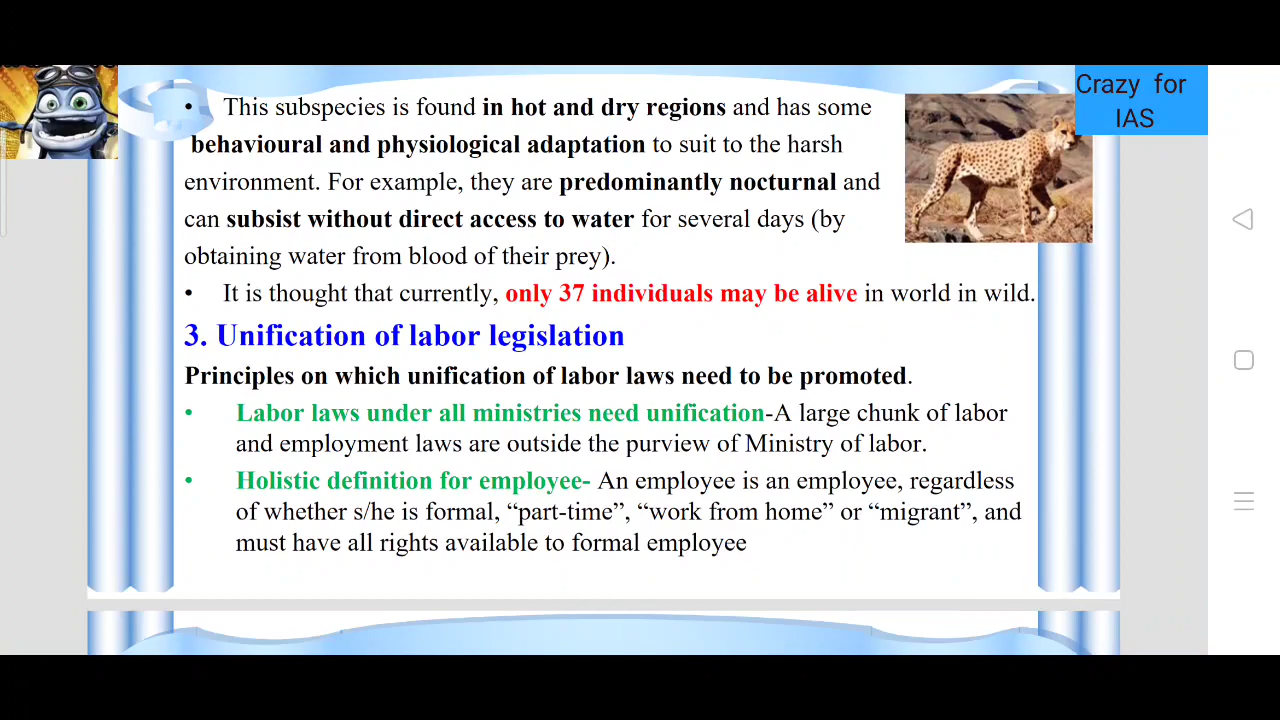 Crazy for
IAS
• This subspecies is found in hot and dry regions and has some
behavioural and physiological adaptation to suit to the harsh
environment. For example, they are predominantly nocturnal and
can subsist without direct access to water for several days (by
obtaining water from blood of their prey).
• It is thought that currently, only 37 individuals may be alive in world in wild.
3. Unification of labor legislation
Principles on which unification of labor laws need to be promoted.
• Labor laws under all ministries need unification-A large chunk of labor
and employment laws are outside the purview of Ministry of labor.
• Holistic definition for employee- An employee is an employee, regardless
of whether s/he is formal, “part-time”, “work from home” or “migrant”, and
must have all rights available to formal employee